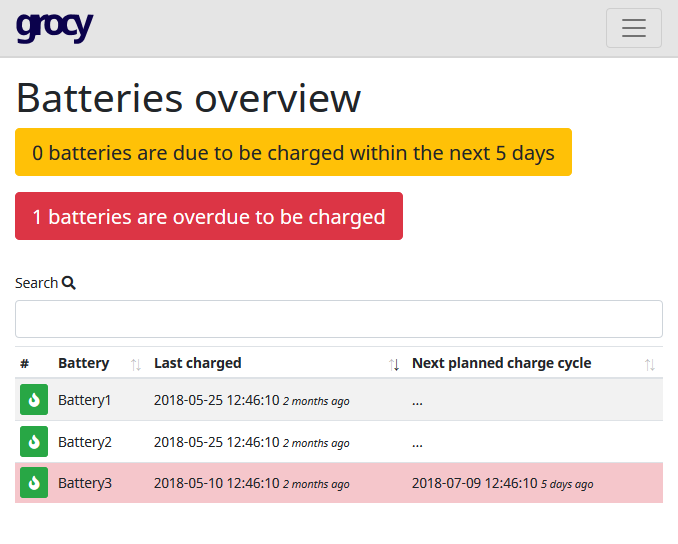 grocy
Batteries overview
0 batteries are due to be charged within the next 5 days
1 batteries are overdue to be charged
Search
# Battery Last charged Next planned charge cycle
Battery1 2018-05-25 12:46:10 2 months ago ...
Battery2 2018-05-25 12:46:10 2 months ago ...
Battery3 2018-05-10 12:46:10 2 months ago 2018-07-09 12:46:10 5 days ago